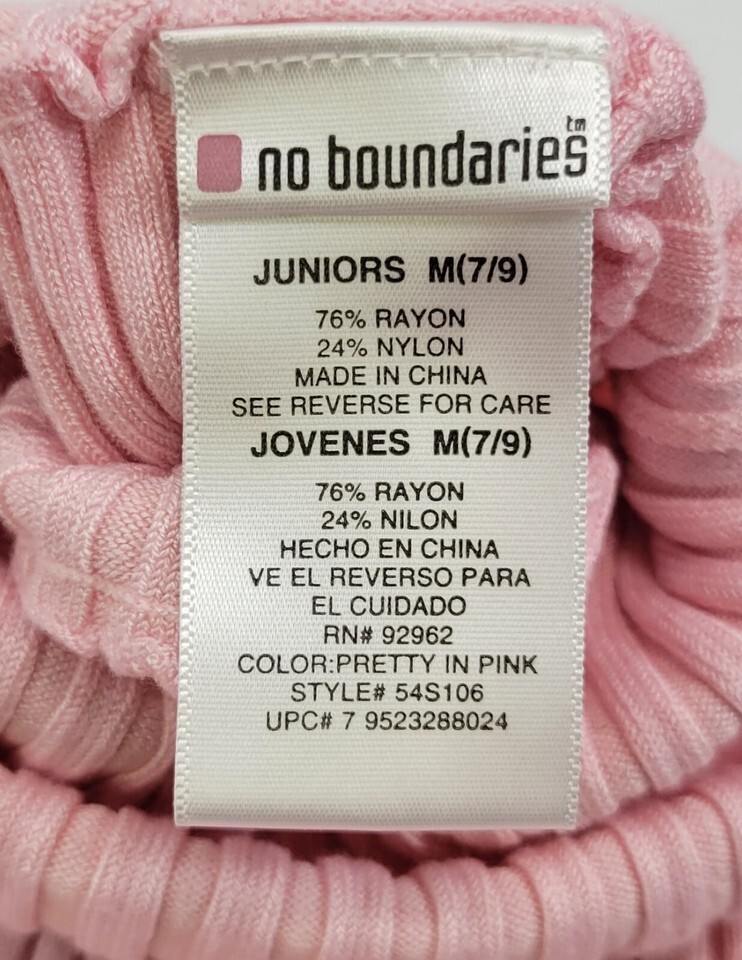 no boundaries tm
JUNIORS M(7/9)
76% RAYON
24% NYLON
MADE IN CHINA
SEE REVERSE FOR CARE
JOVENES M(7/9)
76% RAYON
24% NILON
HECHO EN CHINA
VE EL REVERSO PARA
EL CUIDADO
RN# 92962
COLOR:PRETTY IN PINK
STYLE# 54S106
UPC# 7 9523288024